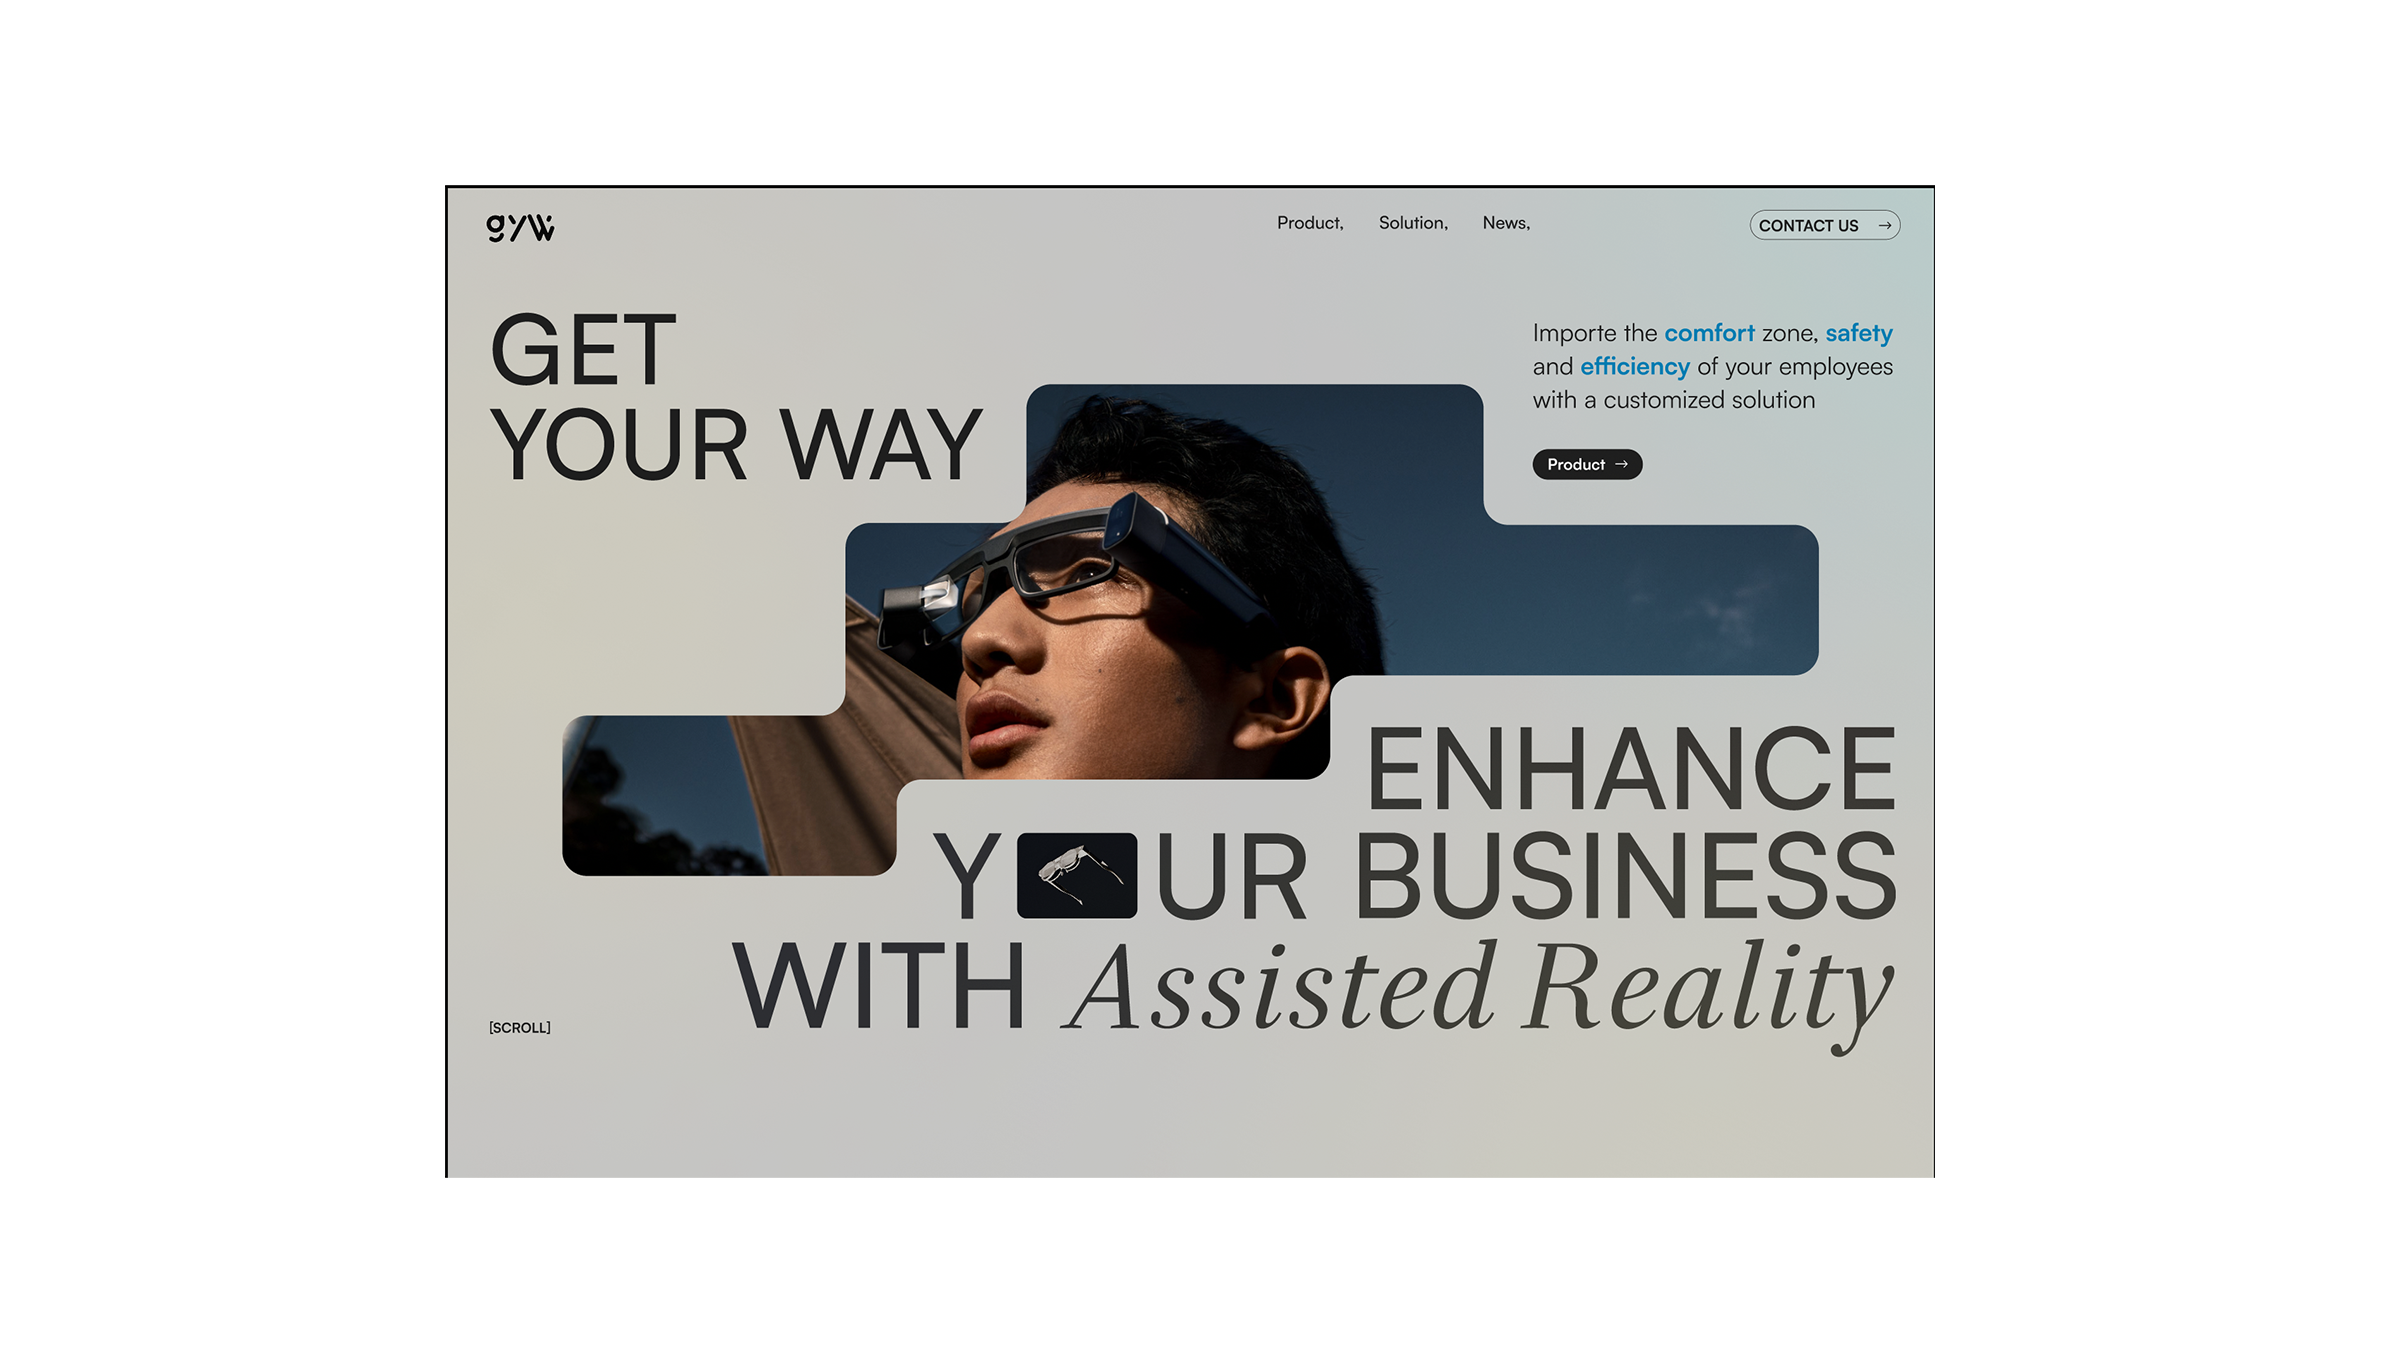 gyw
Product, Solution, News,
CONTACT US →
GET
YOUR WAY
Importe the comfort zone, safety
and efficiency of your employees
with a customized solution
Product →
ENHANCE
Y UR BUSINESS
WITH Assisted Reality
[SCROLL]